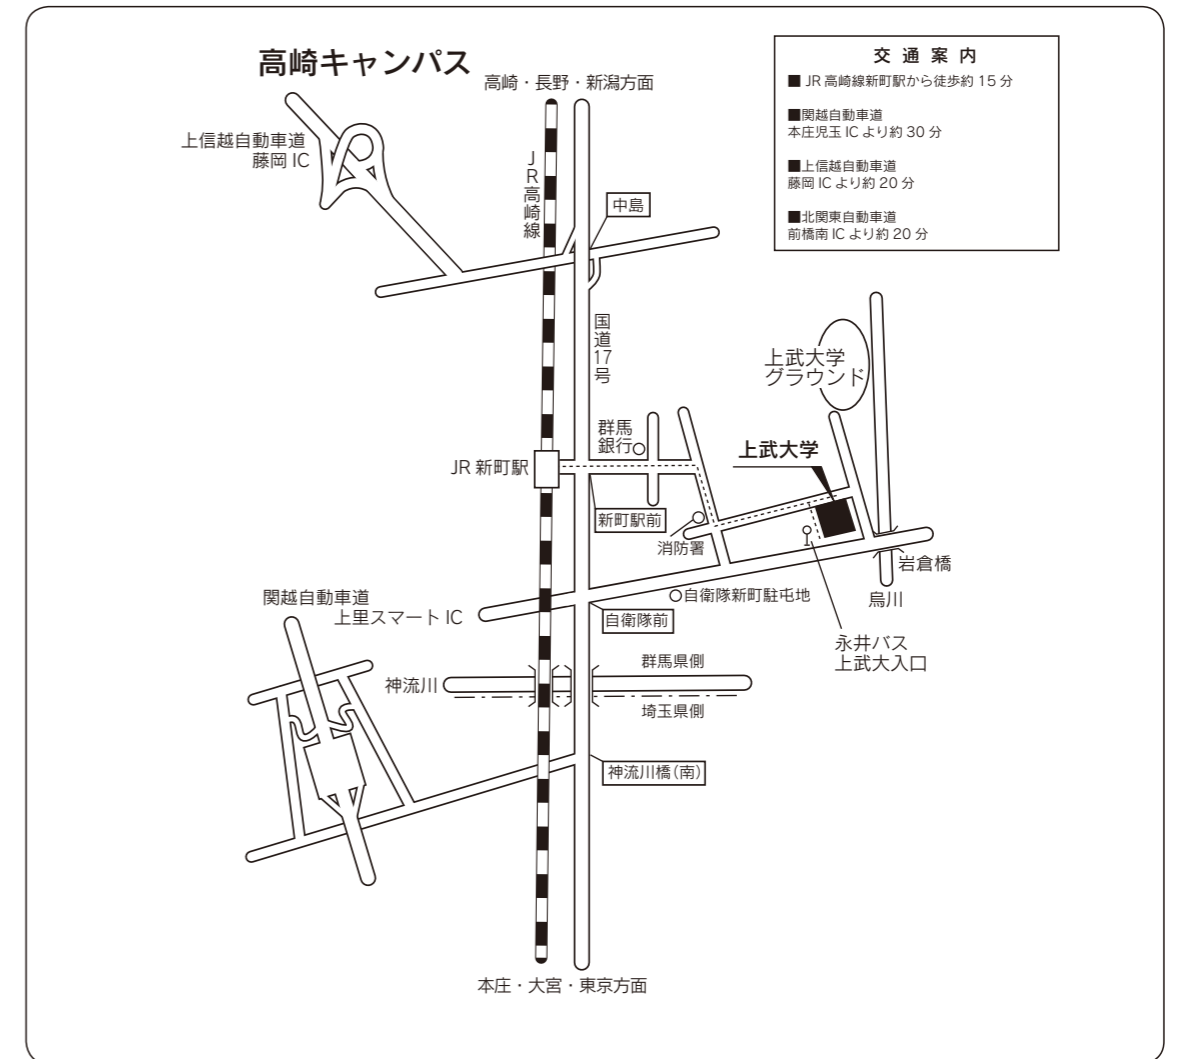 高崎キャンパス
交通案内
■ JR 高崎線新町駅から徒歩約 15 分
■関越自動車道
本庄児玉 IC より約 30 分
■上信越自動車道
藤岡 IC より約 20 分
■北関東自動車道
前橋南 IC より約 20 分
高崎・長野・新潟方面
上信越自動車道
藤岡 IC
JR高崎線
中島
国道17号
上武大学
グラウンド
群馬
銀行
上武大学
JR 新町駅
新町駅前
消防署
岩倉橋
烏川
自衛隊新町駐屯地
関越自動車道
上里スマート IC
自衛隊前
永井バス
上武大入口
群馬県側
神流川
埼玉県側
神流川橋(南)
本庄・大宮・東京方面